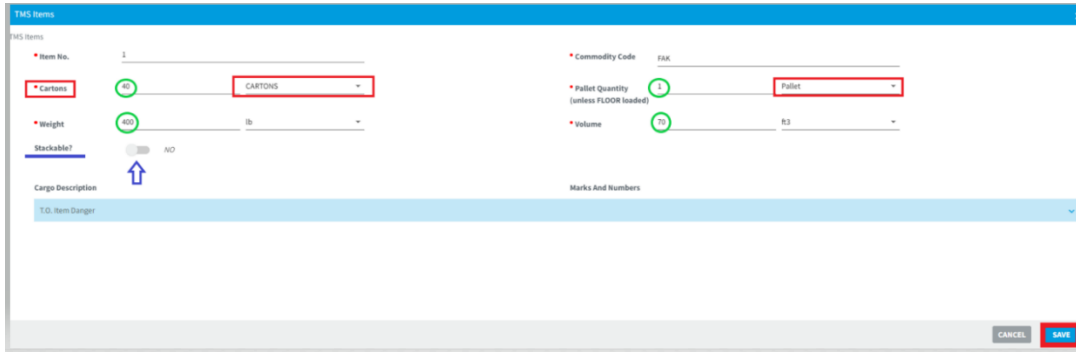 TMS Items
TMS Items
* Item No. 1 * Commodity Code FAK
* Cartons 40 CARTONS * Pallet Quantity 1 Pallet
(unless FLOOR loaded)
* Weight 400 lb * Volume 70 ft3
Stackable? NO
Cargo Description Marks And Numbers
T.O. Item Danger
CANCEL SAVE